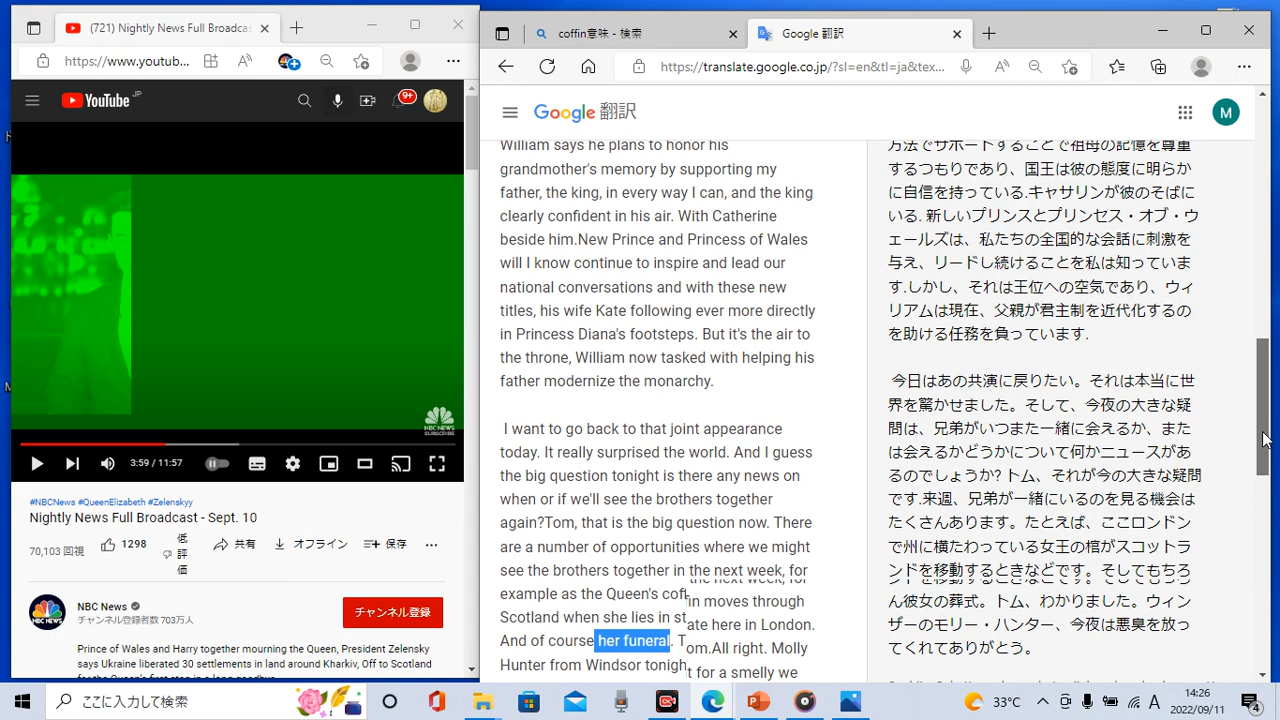 (721) Nightly News Full Broadcas
https://www.youtub...
YouTube JP
9+
NBC NEWS
SUBSCRIBE
3:59 / 11:57
#NBCNews #QueenElizabeth #Zelenskyy
Nightly News Full Broadcast - Sept. 10
70,103 回視
1298
低評価
共有
オフライン
保存
NBC News
チャンネル登録者数 703万人
チャンネル登録
Prince of Wales and Harry together mourning the Queen, President Zelensky
says Ukraine liberated 30 settlements in land around Kharkiv, Off to Scotland
coffin意味 - 検索
Google 翻訳
https://translate.google.co.jp/?sl=en&tl=ja&tex...
Google 翻訳
M
William says he plans to honor his
grandmother's memory by supporting my
father, the king, in every way I can, and the king
clearly confident in his air. With Catherine
beside him.New Prince and Princess of Wales
will I know continue to inspire and lead our
national conversations and with these new
titles, his wife Kate following ever more directly
in Princess Diana's footsteps. But it's the air to
the throne, William now tasked with helping his
father modernize the monarchy.
I want to go back to that joint appearance
today. It really surprised the world. And I guess
the big question tonight is there any news on
when or if we'll see the brothers together
again?Tom, that is the big question now. There
are a number of opportunities where we might
see the brothers together in the next week, for
example as the Queen's coff
in moves through
Scotland when she lies in st
ate here in London.
And of course her funeral. T
om.All right. Molly
Hunter from Windsor tonigh
t for a smelly we
方法でサポートすることで祖母の記憶を尊重
するつもりであり、国王は彼の態度に明らか
に自信を持っている.キャサリンが彼のそばに
いる. 新しいプリンスとプリンセス・オブ・ウ
ェールズは、私たちの全国的な会話に刺激を
与え、リードし続けることを私は知っていま
す.しかし、それは王位への空気であり、ウィ
リアムは現在、父親が君主制を近代化するの
を助ける任務を負っています.
今日はあの共演に戻りたい。それは本当に世
界を驚かせました。そして、今夜の大きな疑
問は、兄弟がいつまた一緒に会えるか、また
は会えるかどうかについて何かニュースがあ
るのでしょうか? トム、それが今の大きな疑問
です.来週、兄弟が一緒にいるのを見る機会は
たくさんあります。たとえば、ここロンドン
で州に横たわっている女王の棺がスコットラ
ンドを移動するときなどです。そしてもちろ
ん彼女の葬式。トム、わかりました。ウィン
ザーのモリー・ハンター、今夜は悪臭を放っ
てくれてありがとう。
ここに入力して検索
33°C
A
14:26
2022/09/11
4